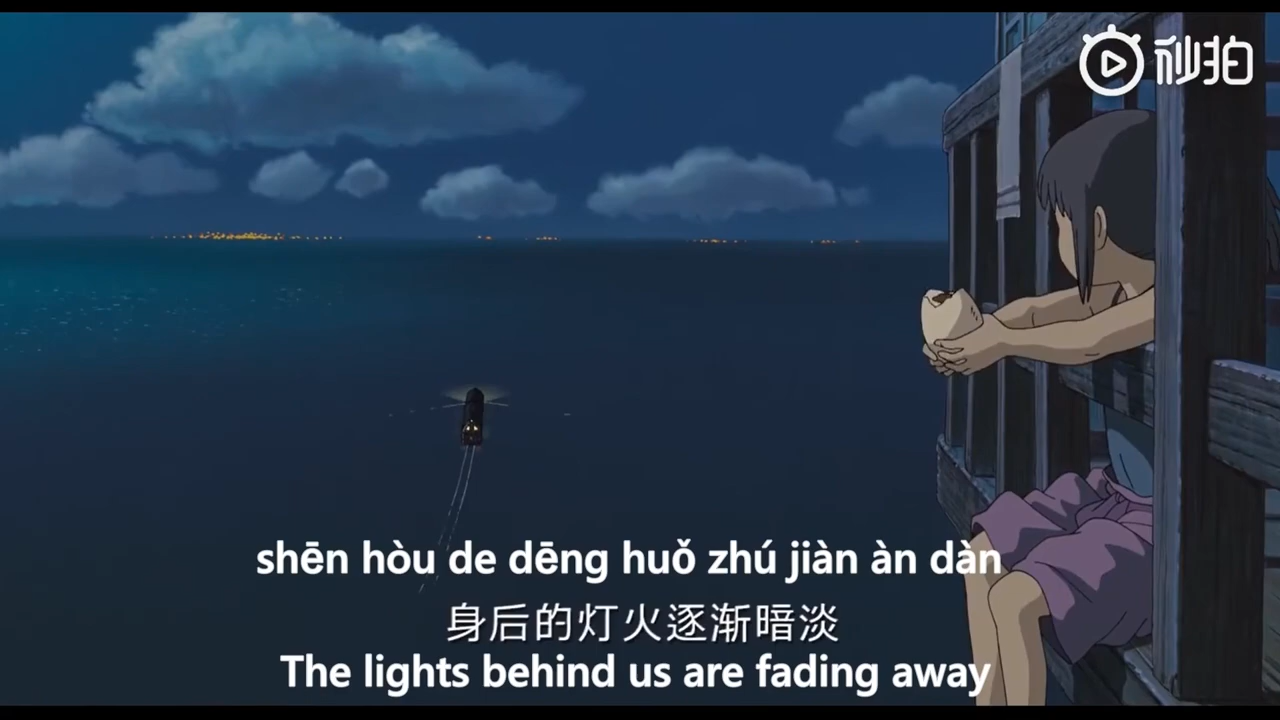 秒拍
shēn hòu de dēng huǒ zhú jiàn àn dàn
身后的灯火逐渐暗淡
The lights behind us are fading away